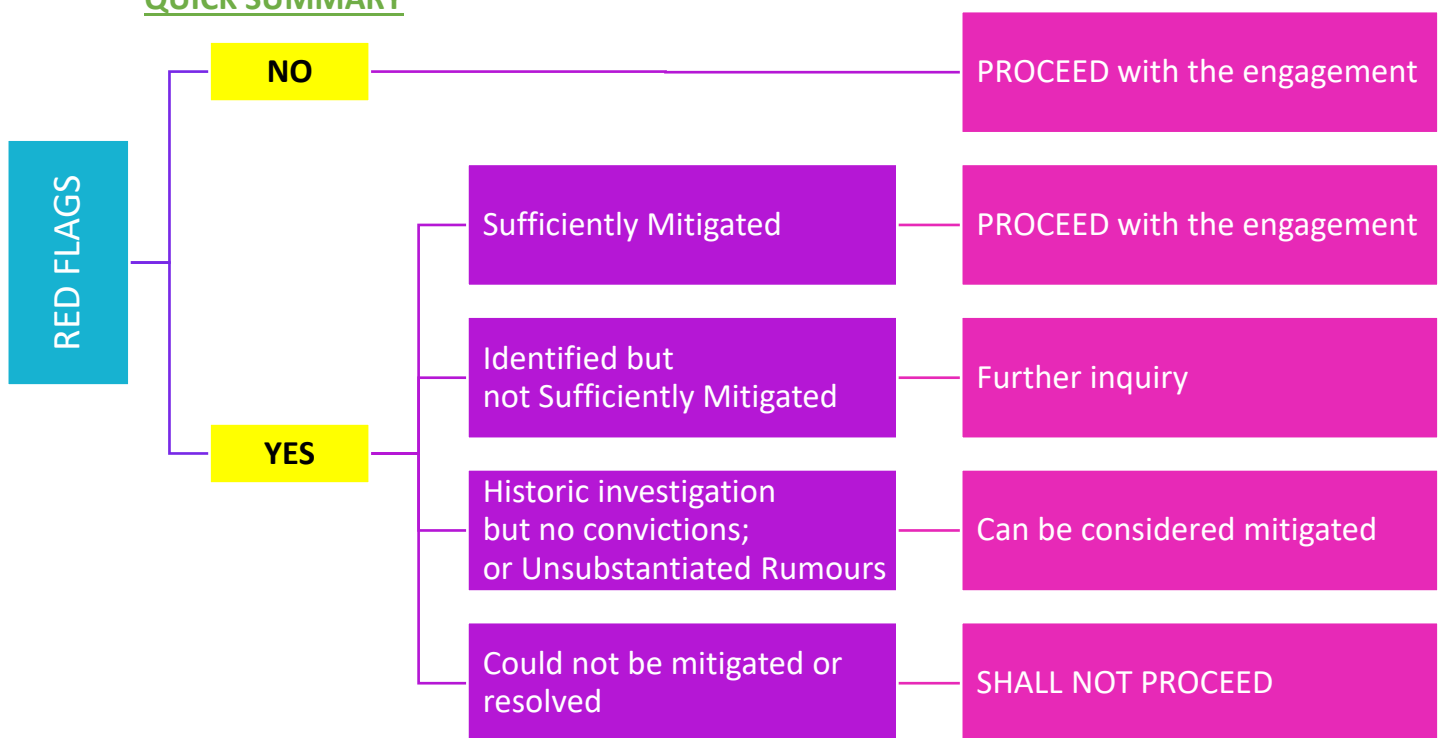 QUICK SUMMARY
RED FLAGS
NO
PROCEED with the engagement
YES
Sufficiently Mitigated
PROCEED with the engagement
Identified but
not Sufficiently Mitigated
Further inquiry
Historic investigation
but no convictions;
or Unsubstantiated Rumours
Can be considered mitigated
Could not be mitigated or
resolved
SHALL NOT PROCEED